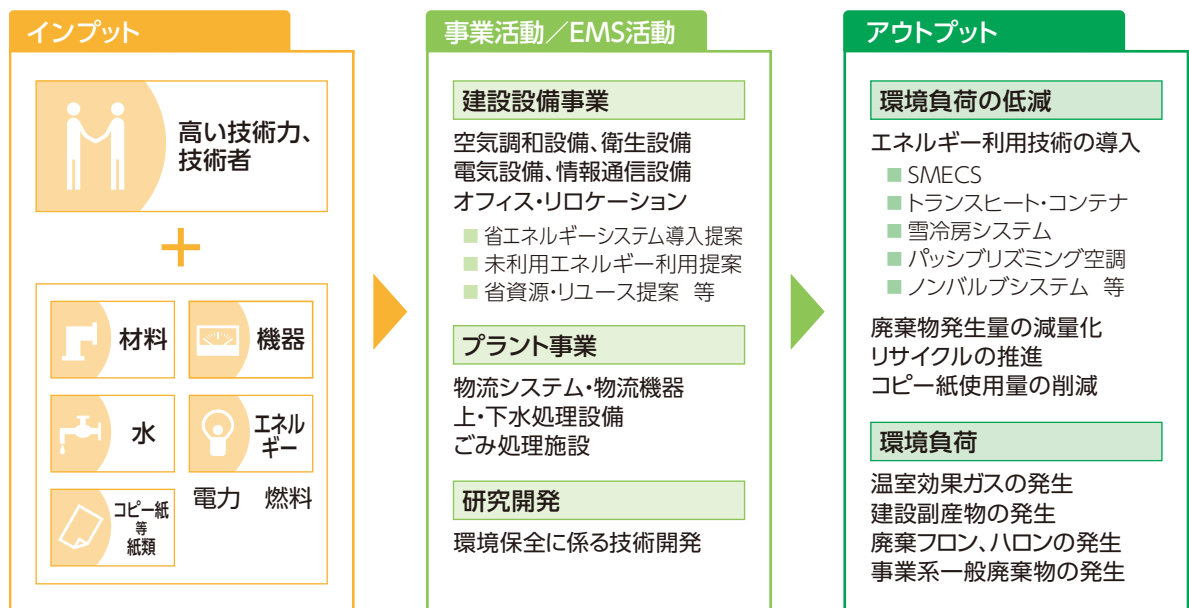 インプット
高い技術力、
技術者
材料
機器
水
エネル
ギー
コピー紙
等
紙類
電力 燃料
事業活動／EMS活動
建設設備事業
空気調和設備、衛生設備
電気設備、情報通信設備
オフィス・リロケーション
省エネルギーシステム導入提案
未利用エネルギー利用提案
省資源・リユース提案 等
プラント事業
物流システム・物流機器
上・下水処理設備
ごみ処理施設
研究開発
環境保全に係る技術開発
アウトプット
環境負荷の低減
エネルギー利用技術の導入
SMECS
トランスヒート・コンテナ
雪冷房システム
パッシブリズミング空調
ノンバルブシステム 等
廃棄物発生量の減量化
リサイクルの推進
コピー紙使用量の削減
環境負荷
温室効果ガスの発生
建設副産物の発生
廃棄フロン、ハロンの発生
事業系一般廃棄物の発生